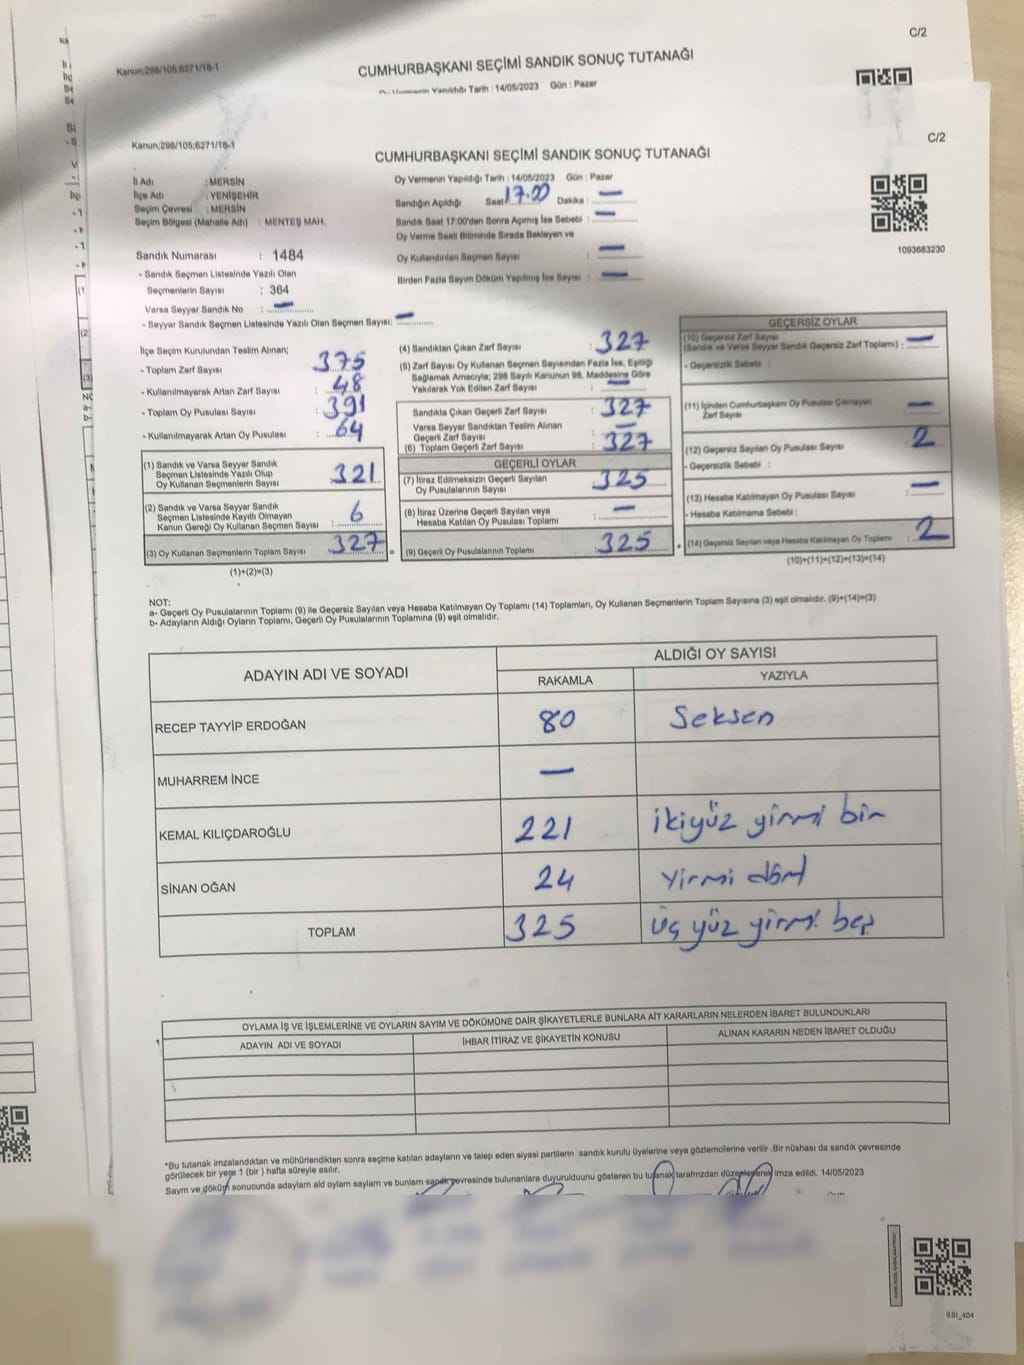 C/2
Kanun;298/105;6271/18-1
CUMHURBAŞKANI SEÇİMİ SANDIK SONUÇ TUTANAĞI
Tarih : 14/05/2023 Gün : Pazar
C/2
Kanun;298/105;6271/18-1
CUMHURBAŞKANI SEÇİMİ SANDIK SONUÇ TUTANAĞI
Oy Vermenin Yapıldığı Tarih : 14/05/2023 Gün : Pazar
İl Adı : MERSİN
İlçe Adı : YENİŞEHİR
Seçim Çevresi : MERSİN
Seçim Bölgesi (Mahalle Adı) : MENTEŞ MAH.
Sandığın Açıldığı Saat 17.00 Dakika : —
Sandık Saat 17:00'den Sonra Açımış İse Sebebi : —
Oy Verme Saati Bitiminde Sırada Bekleyen ve
Oy Kullandırılan Seçmen Sayısı : —
Birden Fazla Sayım Döküm Yapılmış İse Sayısı : —
1093683230
Sandık Numarası : 1484
- Sandık Seçmen Listesinde Yazılı Olan
Seçmenlerin Sayısı : 364
Varsa Seyyar Sandık No : —
- Seyyar Sandık Seçmen Listesinde Yazılı Olan Seçmen Sayısı: —
İlçe Seçim Kurulundan Teslim Alınan;
- Toplam Zarf Sayısı : 375
- Kullanılmayarak Artan Zarf Sayısı : 48
- Toplam Oy Pusulası Sayısı : 391
- Kullanılmayarak Artan Oy Pusulası : 64
(1) Sandık ve Varsa Seyyar Sandık
Seçmen Listesinde Yazılı Olup
Oy Kullanan Seçmenlerin Sayısı : 321
(2) Sandık ve Varsa Seyyar Sandık
Seçmen Listesinde Kayıtlı Olmayan
Kanun Gereği Oy Kullanan Seçmen Sayısı : 6
(3) Oy Kullanan Seçmenlerin Toplam Sayısı : 327
(1)+(2)=(3)
(4) Sandıktan Çıkan Zarf Sayısı : 327
(5) Zarf Sayısı Oy Kullanan Seçmen Sayısından Fazla İse, Eşitliği
Sağlamak Amacıyla; 298 Sayılı Kanunun 98. Maddesine Göre
Yakılarak Yok Edilen Zarf Sayısı : —
Sandıkta Çıkan Geçerli Zarf Sayısı : 327
Varsa Seyyar Sandıktan Teslim Alınan
Geçerli Zarf Sayısı : —
(6) Toplam Geçerli Zarf Sayısı : 327
GEÇERLİ OYLAR
(7) İtiraz Edilmeksizin Geçerli Sayılan
Oy Pusulalarının Sayısı : 325
(8) İtiraz Üzerine Geçerli Sayılan veya
Hesaba Katılan Oy Pusulası Toplamı : —
= (9) Geçerli Oy Pusulalarının Toplamı : 325
GEÇERSİZ OYLAR
(10) Geçersiz Zarf Sayısı
(Sandık ve Varsa Seyyar Sandık Geçersiz Zarf Toplamı) : —
- Geçersizlik Sebebi :
(11) İçinden Cumhurbaşkanı Oy Pusulası Çıkmayan
Zarf Sayısı : —
(12) Geçersiz Sayılan Oy Pusulası Sayısı : 2
- Geçersizlik Sebebi :
(13) Hesaba Katılmayan Oy Pusulası Sayısı : —
- Hesaba Katılmama Sebebi :
+ (14) Geçersiz Sayılan veya Hesaba Katılmayan Oy Toplamı : 2
(10)+(11)+(12)+(13)=(14)
NOT:
a- Geçerli Oy Pusulalarının Toplamı (9) ile Geçersiz Sayılan veya Hesaba Katılmayan Oy Toplamı (14) Toplamları, Oy Kullanan Seçmenlerin Toplam Sayısına (3) eşit olmalıdır. (9)+(14)=(3)
b- Adayların Aldığı Oyların Toplamı, Geçerli Oy Pusulalarının Toplamına (9) eşit olmalıdır.
ADAYIN ADI VE SOYADI ALDIĞI OY SAYISI
RAKAMLA YAZIYLA
RECEP TAYYİP ERDOĞAN 80 Seksen
MUHARREM İNCE —
KEMAL KILIÇDAROĞLU 221 ikiyüz yirmi bir
SİNAN OĞAN 24 Yirmi dört
TOPLAM 325 Üç yüz yirmi beş
OYLAMA İŞ VE İŞLEMLERİNE VE OYLARIN SAYIM VE DÖKÜMÜNE DAİR ŞİKAYETLERLE BUNLARA AİT KARARLARIN NELERDEN İBARET BULUNDUKLARI
ADAYIN ADI VE SOYADI İHBAR İTİRAZ VE ŞİKAYETİN KONUSU ALINAN KARARIN NEDEN İBARET OLDUĞU
*Bu tutanak imzalandıktan ve mühürlendikten sonra seçime katılan adayların ve talep eden siyasi partilerin sandık kurulu üyelerine veya gözlemcilerine verilir .Bir nüshası da sandık çevresinde
görülecek bir yere 1 (bir ) hafta süreyle asılır.
Sayım ve döküm sonucunda adayların ald oyların sayların ve bunların sandık çevresinde bulunanlara duyurulduunu gösteren bu tutanak tarafmzdan düzenlenerek imza edildi. 14/05/2023
SSI_404